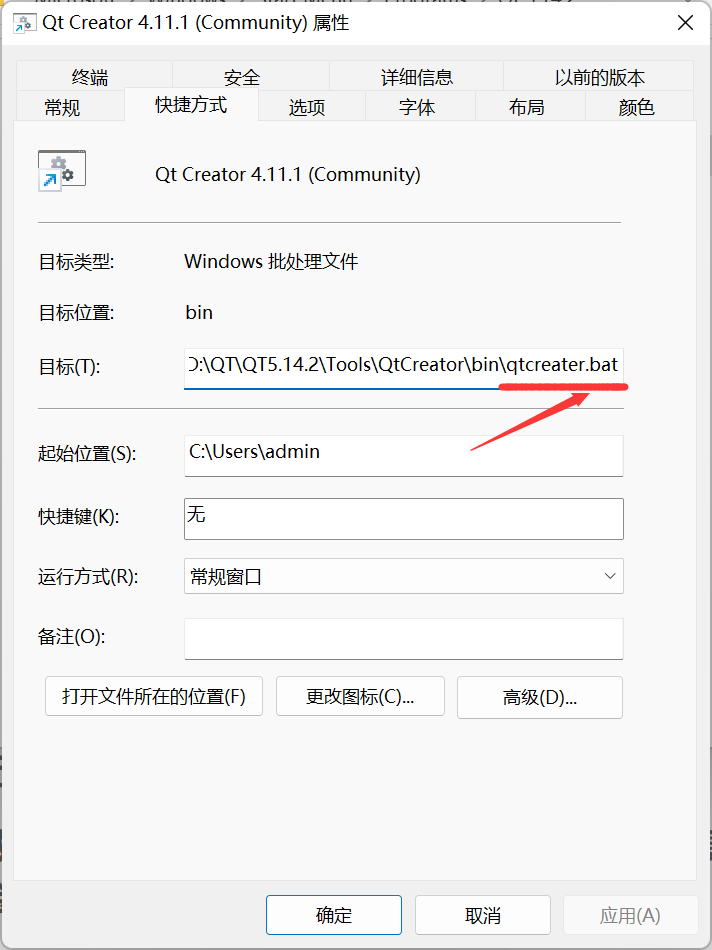 Qt Creator 4.11.1 (Community) 属性
终端 安全 详细信息 以前的版本
常规 快捷方式 选项 字体 布局 颜色
Qt Creator 4.11.1 (Community)
目标类型: Windows 批处理文件
目标位置: bin
目标(T): D:\QT\QT5.14.2\Tools\QtCreator\bin\qtcreater.bat
起始位置(S): C:\Users\admin
快捷键(K): 无
运行方式(R): 常规窗口
备注(O):
打开文件所在的位置(F) 更改图标(C)... 高级(D)...
确定 取消 应用(A)